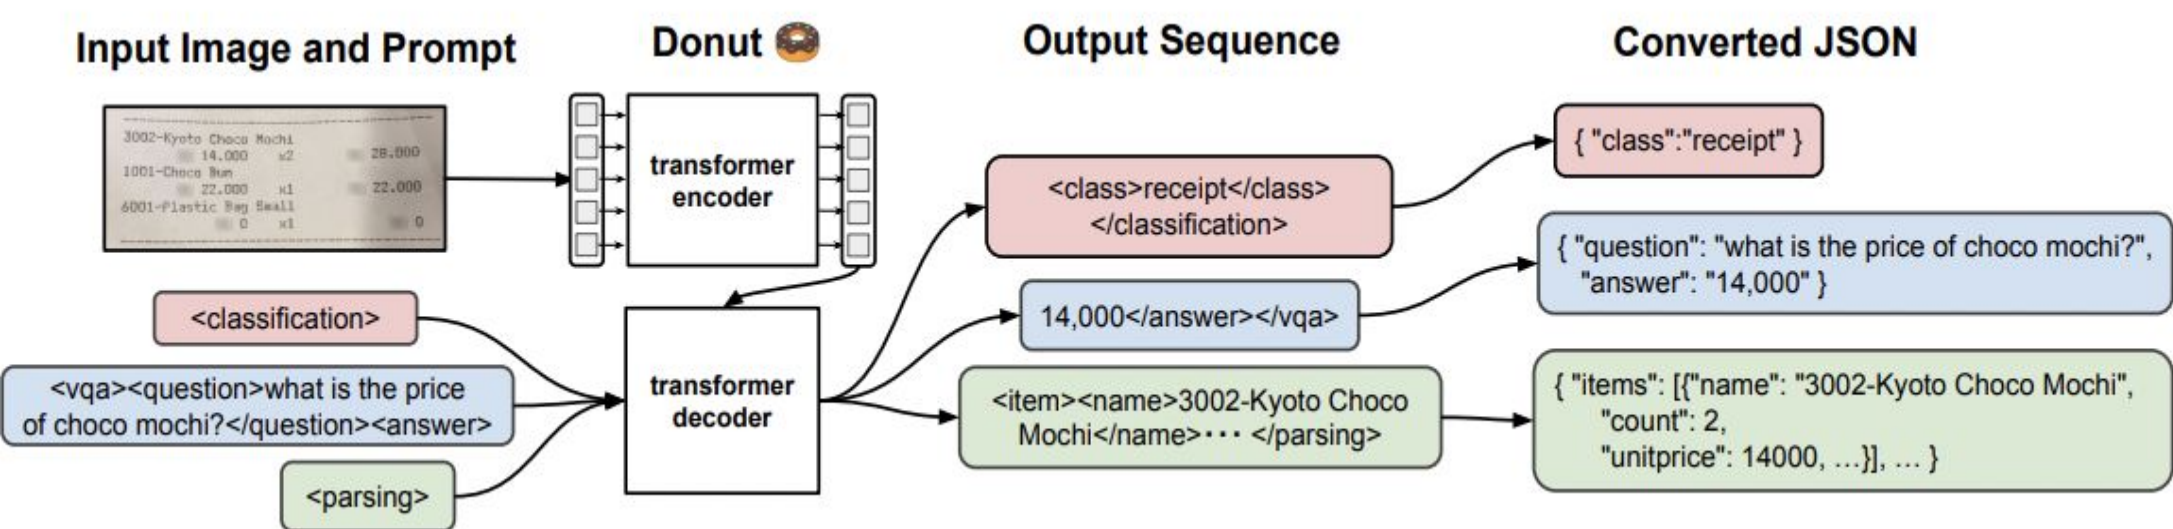 Input Image and Prompt
Donut
Output Sequence
Converted JSON
3002-Kyoto Choco Mochi
14.000 x2 28.000
1001-Choco Bun
22.000 x1 22.000
6001-Plastic Bag Small
0 x1 0
<classification>
<vqa><question>what is the price
of choco mochi?</question><answer>
<parsing>
transformer
encoder
transformer
decoder
<class>receipt</class>
</classification>
14,000</answer></vqa>
<item><name>3002-Kyoto Choco
Mochi</name>··· </parsing>
{ "class":"receipt" }
{ "question": "what is the price of choco mochi?",
"answer": "14,000" }
{ "items": [{"name": "3002-Kyoto Choco Mochi",
"count": 2,
"unitprice": 14000, …}], … }